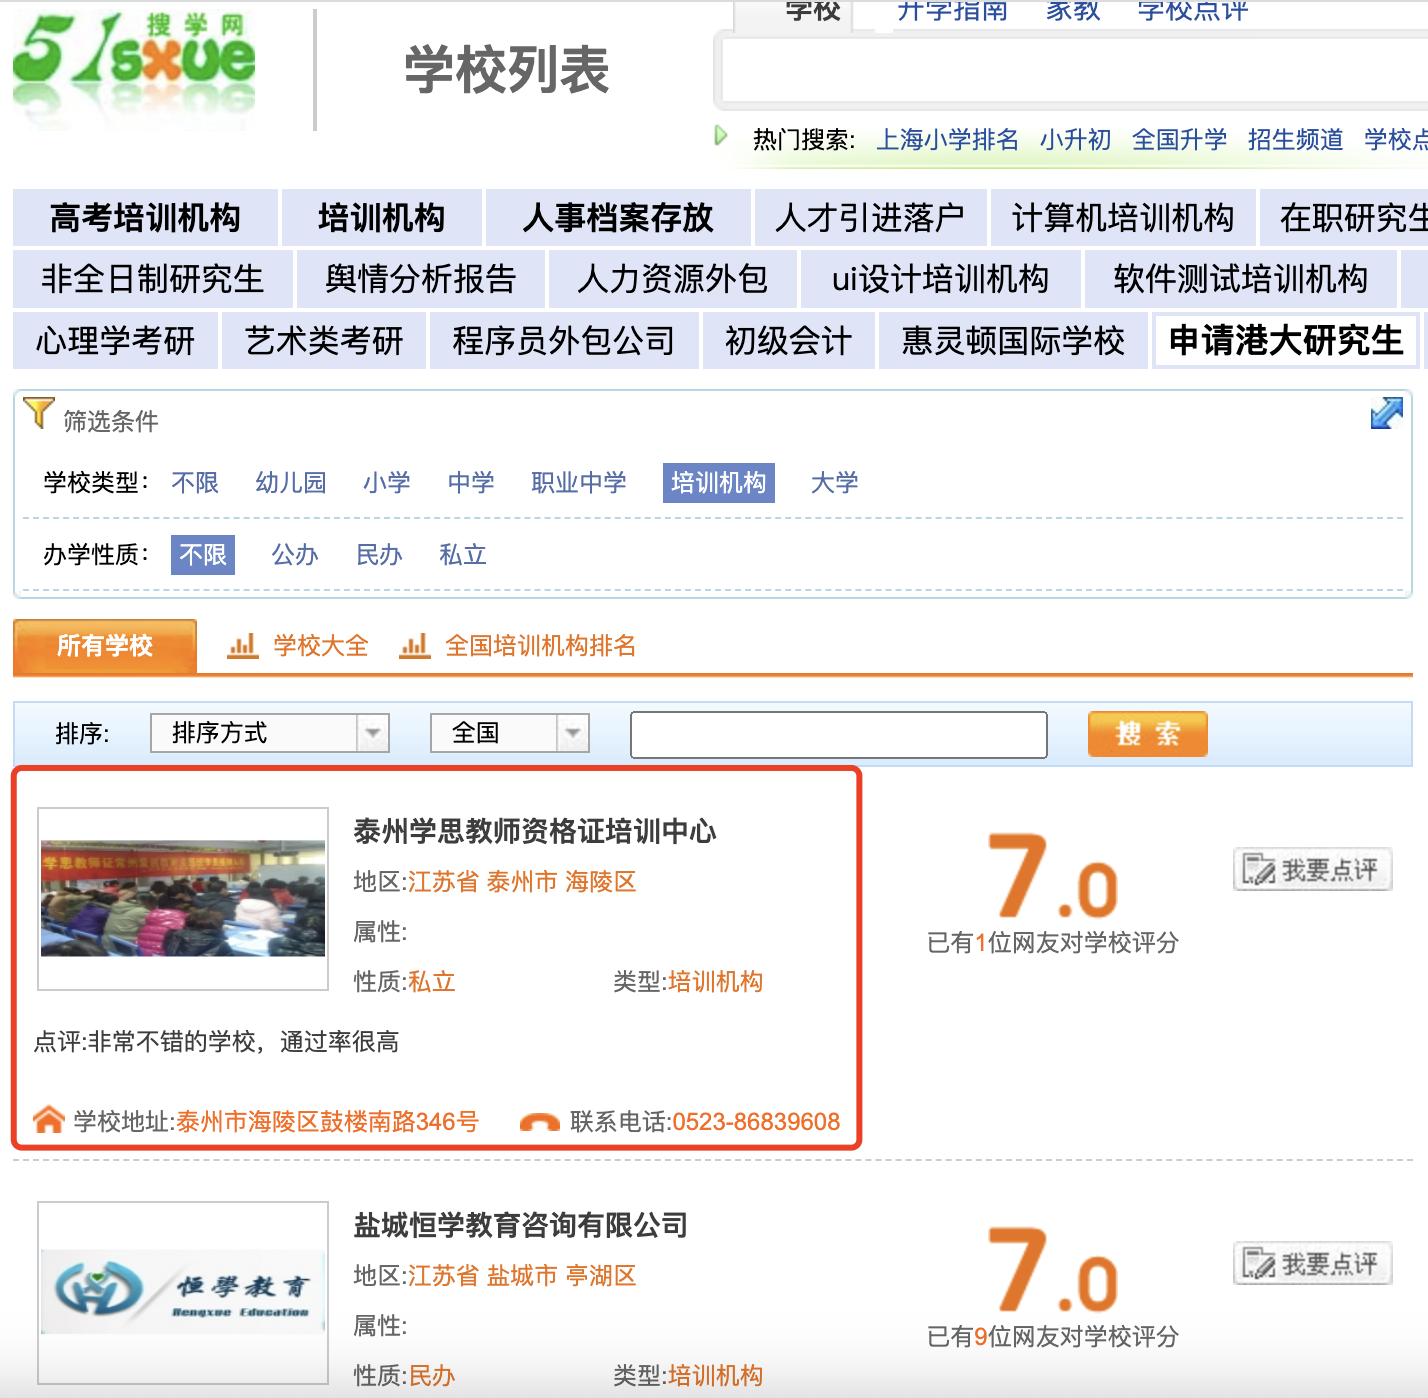 搜学网
51sxue
学校列表
学校 升学指南 家教 学校点评
热门搜索: 上海小学排名 小升初 全国升学 招生频道 学校点
高考培训机构 培训机构 人事档案存放 人才引进落户 计算机培训机构 在职研究生
非全日制研究生 舆情分析报告 人力资源外包 ui设计培训机构 软件测试培训机构
心理学考研 艺术类考研 程序员外包公司 初级会计 惠灵顿国际学校 申请港大研究生
筛选条件
学校类型: 不限 幼儿园 小学 中学 职业中学 培训机构 大学
办学性质: 不限 公办 民办 私立
所有学校 学校大全 全国培训机构排名
排序: 排序方式 全国 搜 索
泰州学思教师资格证培训中心
地区:江苏省 泰州市 海陵区
属性:
性质:私立 类型:培训机构
7.0
已有1位网友对学校评分
我要点评
点评:非常不错的学校，通过率很高
学校地址:泰州市海陵区鼓楼南路346号 联系电话:0523-86839608
恒學教育
Hengxue Education
盐城恒学教育咨询有限公司
地区:江苏省 盐城市 亭湖区
属性:
性质:民办 类型:培训机构
7.0
已有9位网友对学校评分
我要点评